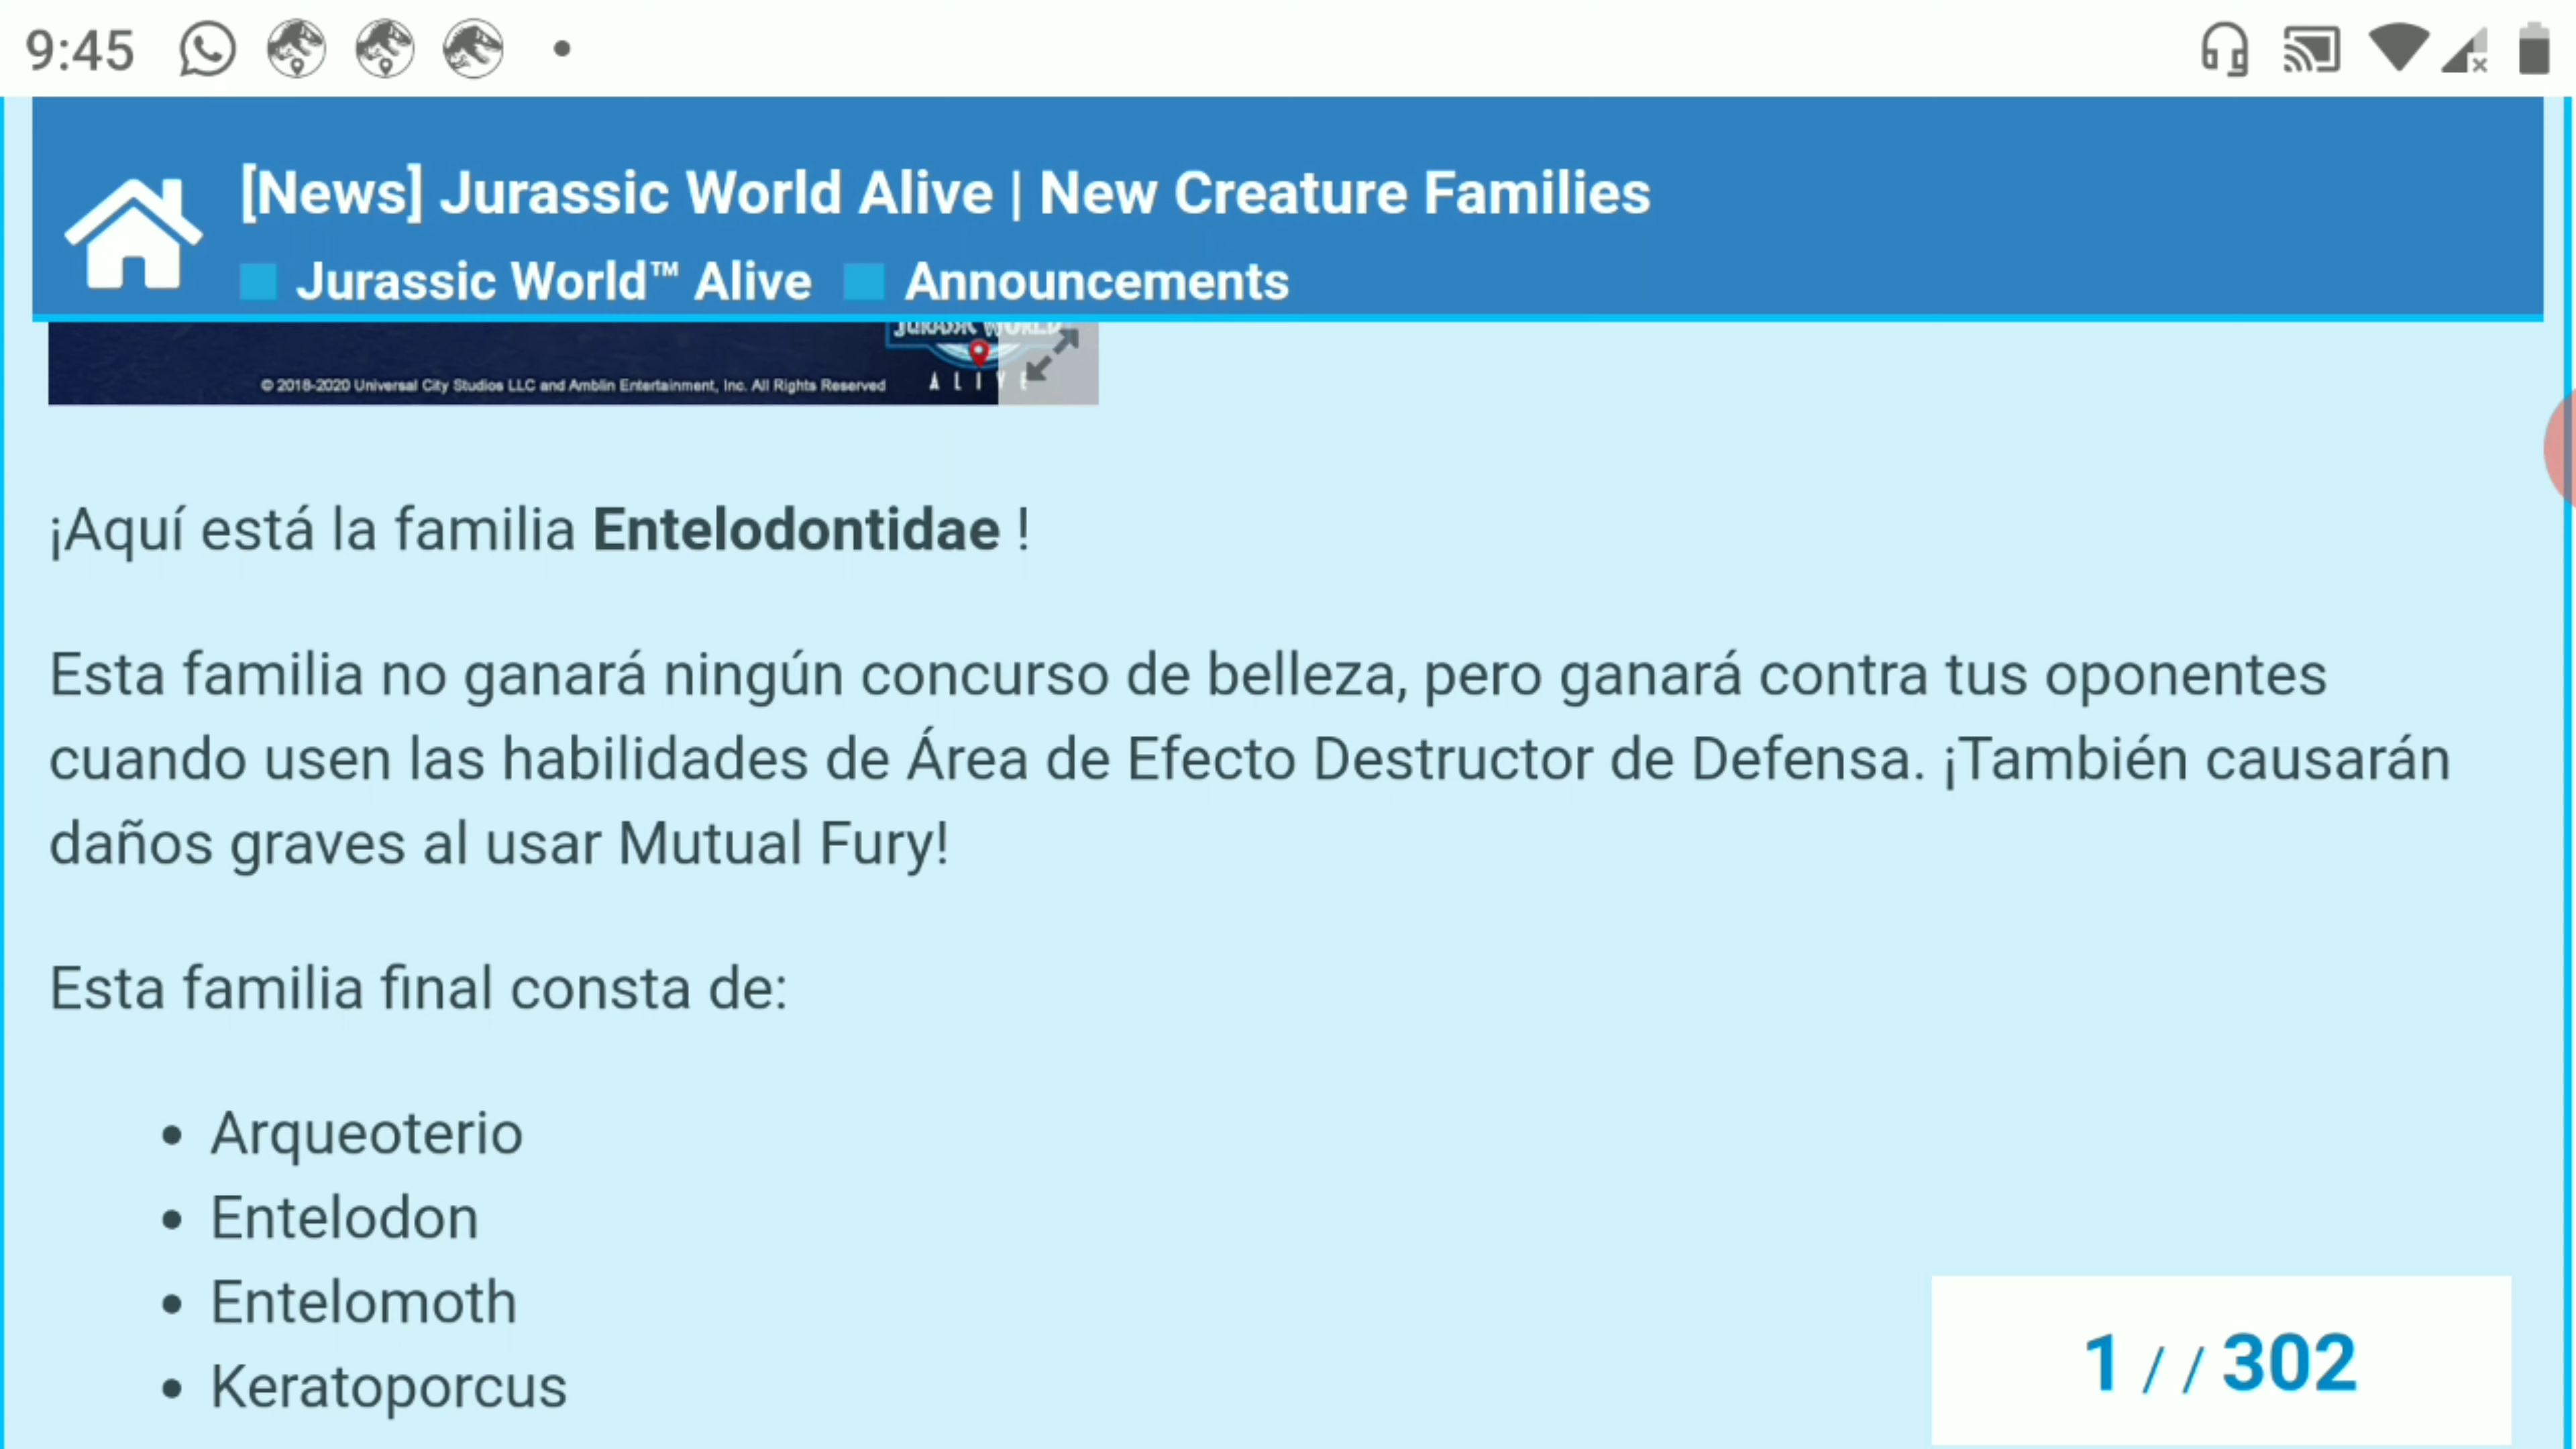 9:45
[News] Jurassic World Alive | New Creature Families
Jurassic World™ Alive Announcements
JURASSIC WORLD
© 2018-2020 Universal City Studios LLC and Amblin Entertainment, Inc. All Rights Reserved
ALIVE
¡Aquí está la familia Entelodontidae !
Esta familia no ganará ningún concurso de belleza, pero ganará contra tus oponentes
cuando usen las habilidades de Área de Efecto Destructor de Defensa. ¡También causarán
daños graves al usar Mutual Fury!
Esta familia final consta de:
• Arqueoterio
• Entelodon
• Entelomoth
• Keratoporcus
1 / / 302